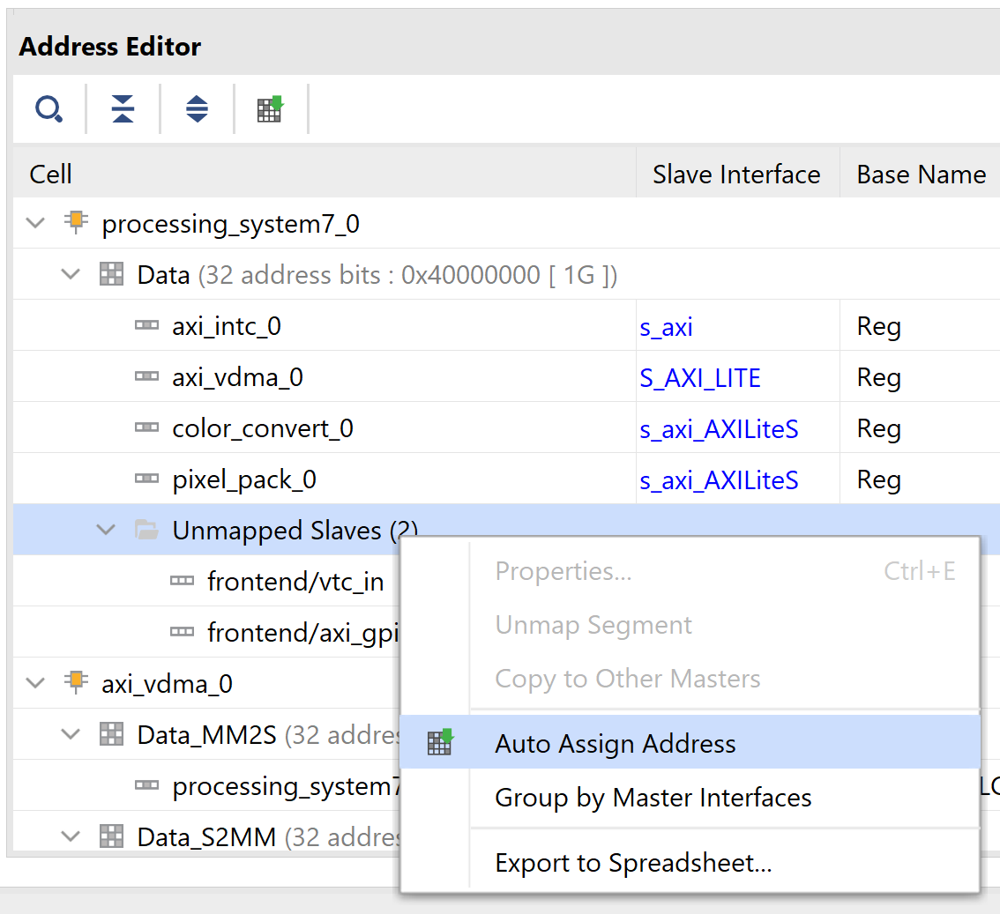 Address Editor
Cell Slave Interface Base Name
processing_system7_0
Data (32 address bits : 0x40000000 [ 1G ])
axi_intc_0 s_axi Reg
axi_vdma_0 S_AXI_LITE Reg
color_convert_0 s_axi_AXILiteS Reg
pixel_pack_0 s_axi_AXILiteS Reg
Unmapped Slaves (2)
frontend/vtc_in
frontend/axi_gpi
axi_vdma_0
Data_MM2S (32 addres
processing_system7
Data_S2MM (32 addres
Properties... Ctrl+E
Unmap Segment
Copy to Other Masters
Auto Assign Address
Group by Master Interfaces
Export to Spreadsheet...